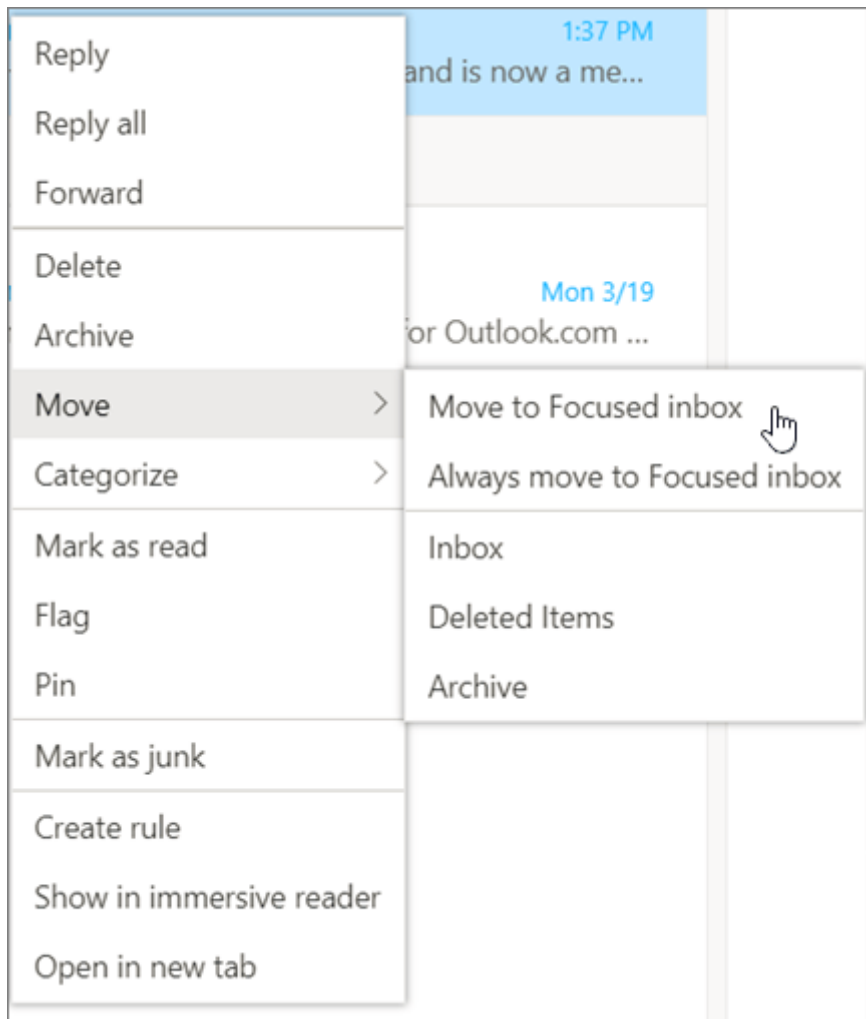 Reply
Reply all
Forward
Delete
Archive
Move
Categorize
Mark as read
Flag
Pin
Mark as junk
Create rule
Show in immersive reader
Open in new tab
1:37 PM
and is now a me...
Mon 3/19
for Outlook.com ...
Move to Focused inbox
Always move to Focused inbox
Inbox
Deleted Items
Archive